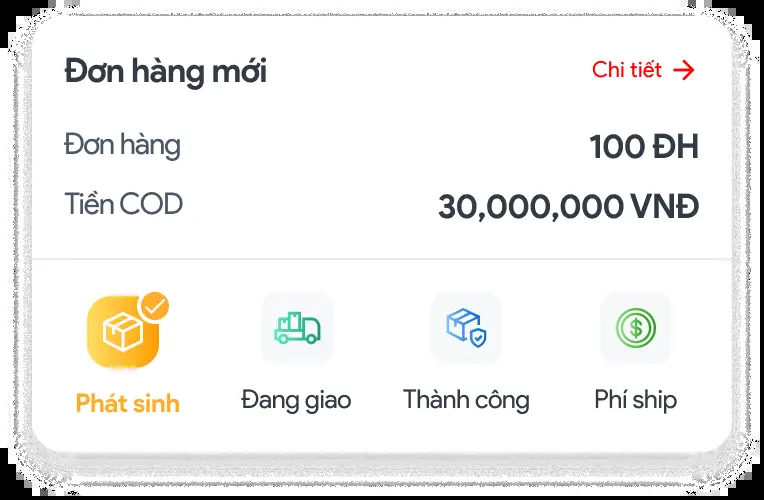 Đơn hàng mới
Chi tiết
Đơn hàng
100 ĐH
Tiền COD
30,000,000 VNĐ
Phát sinh
Đang giao
Thành công
Phí ship